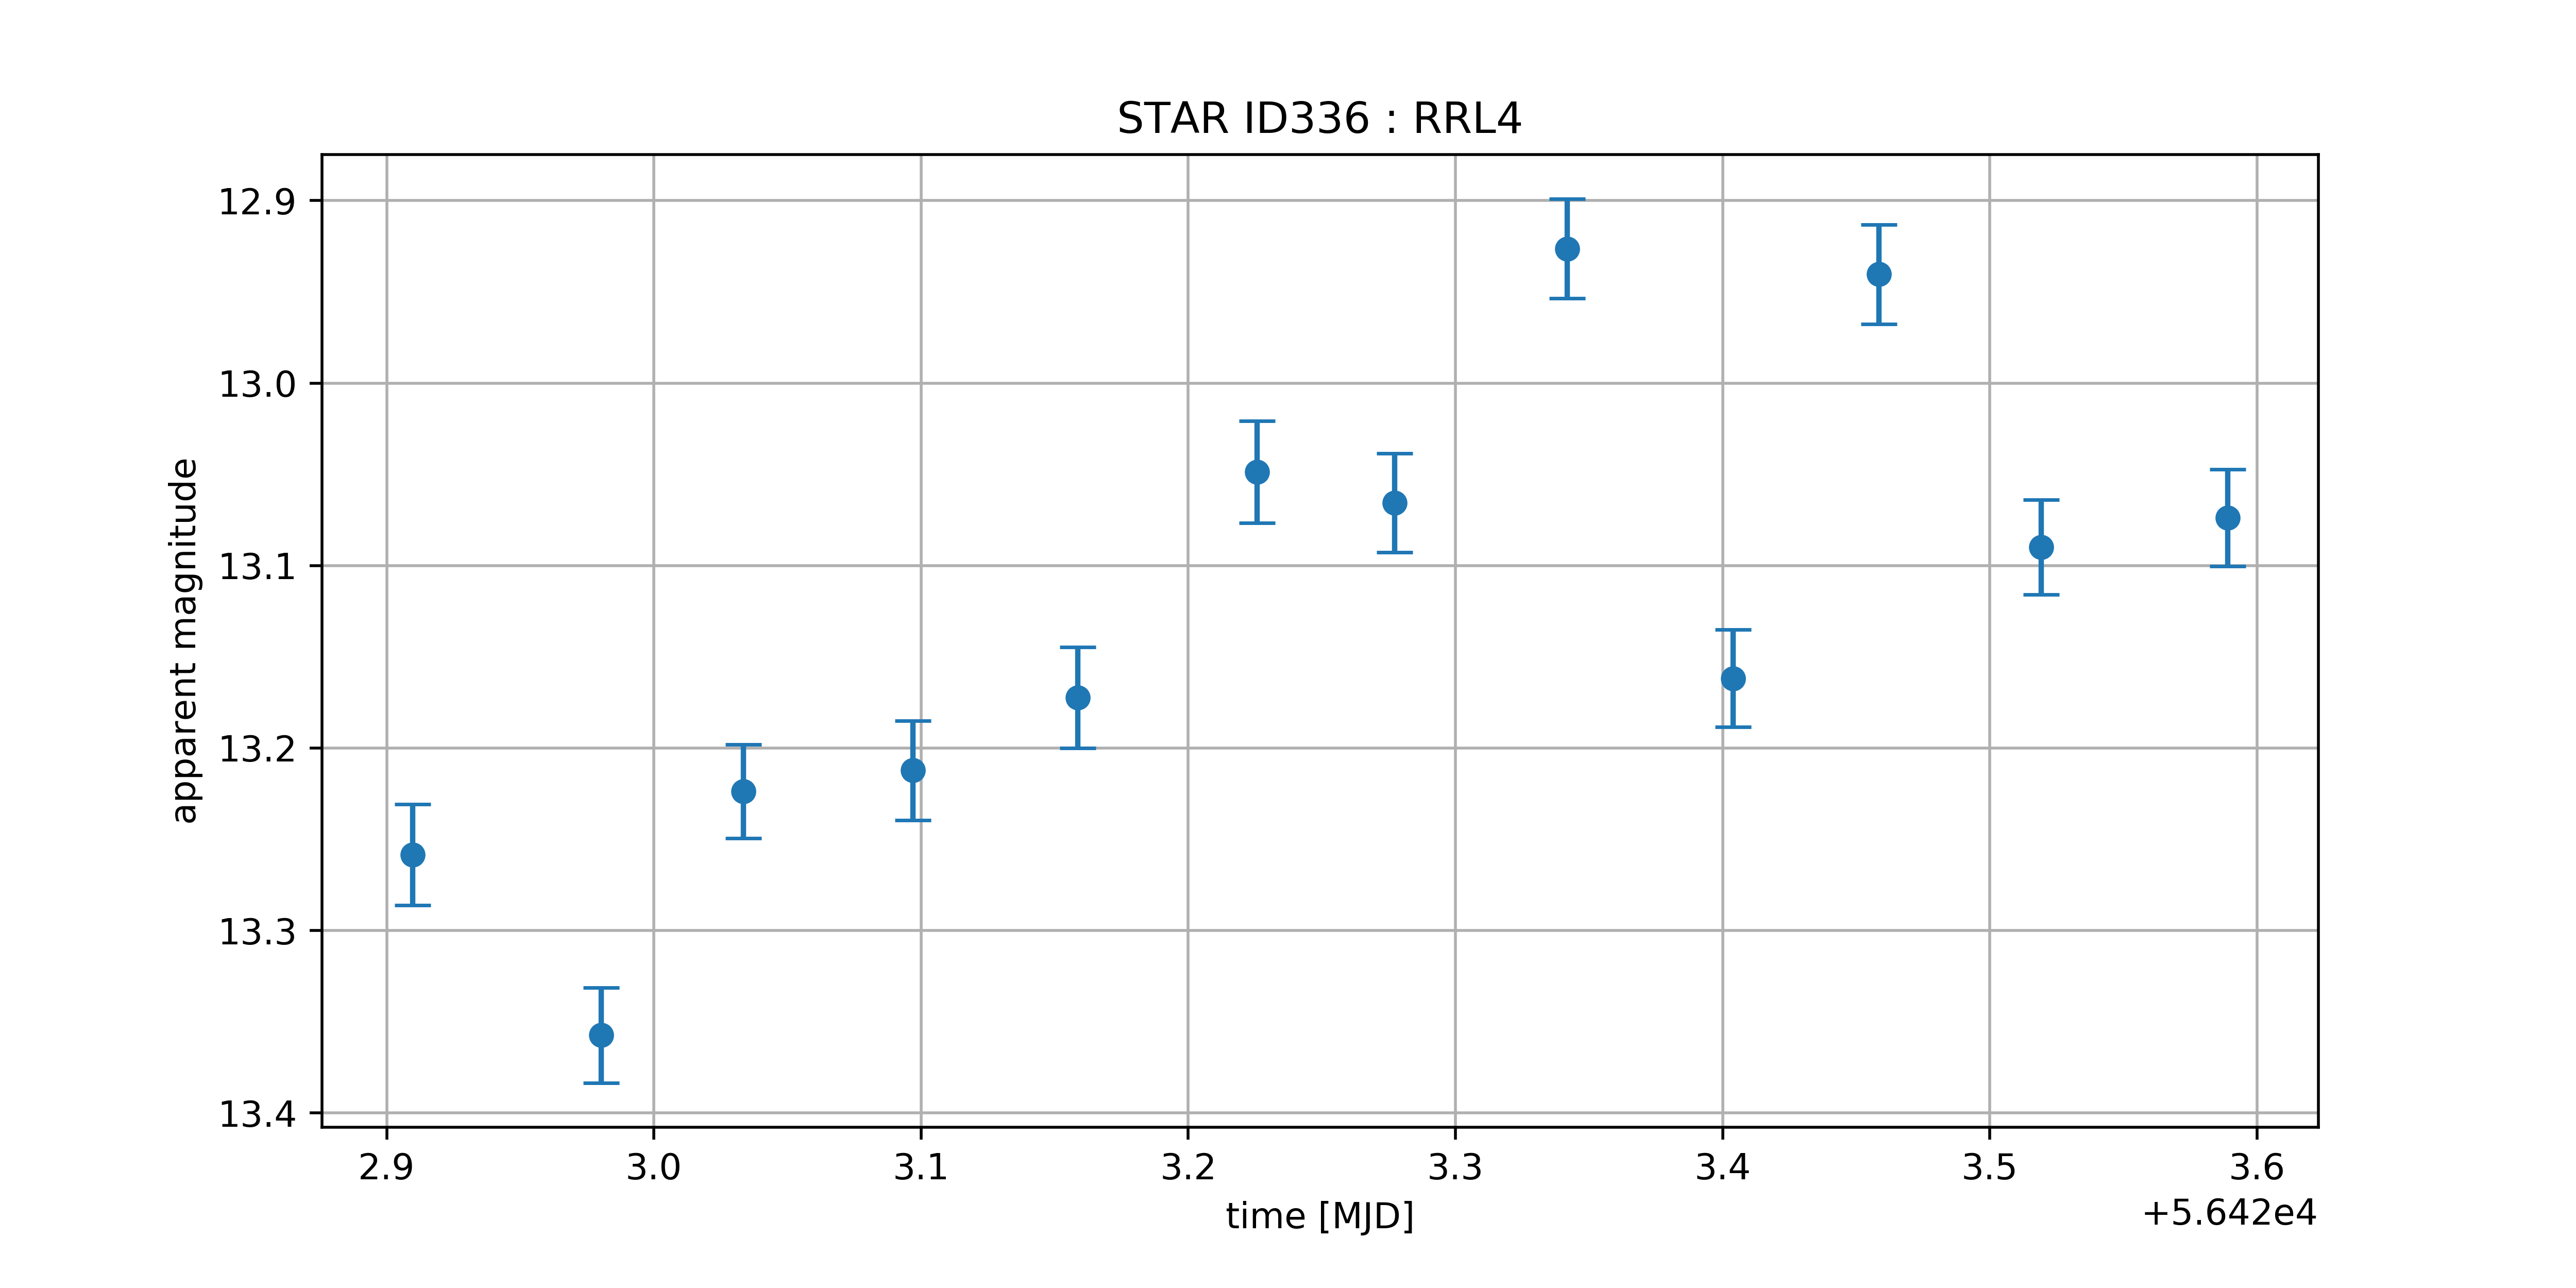 STAR ID336 : RRL4
12.9
13.0
13.1
13.2
13.3
13.4
apparent magnitude
2.9 3.0 3.1 3.2 3.3 3.4 3.5 3.6
time [MJD]
+5.642e4